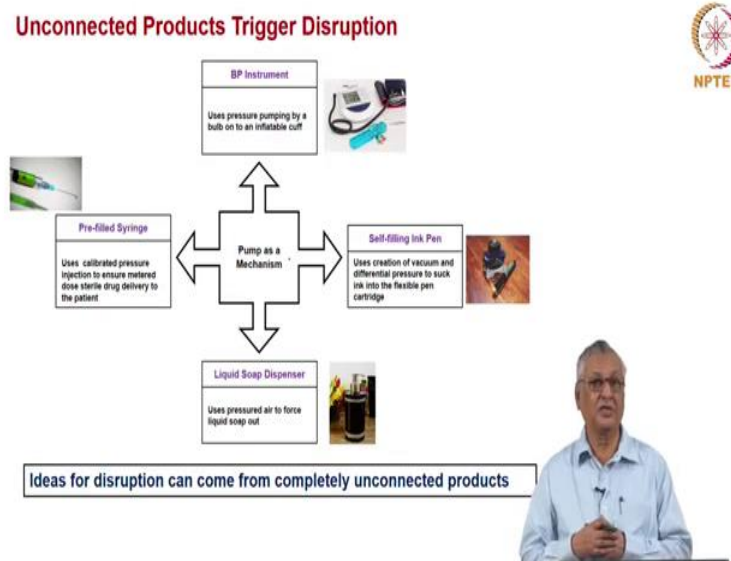 Unconnected Products Trigger Disruption
NPTE
BP Instrument
Uses pressure pumping by a
bulb on to an inflatable cuff
Pre-filled Syringe
Uses calibrated pressure
injection to ensure metered
dose sterile drug delivery to
the patient
Pump as a
Mechanism
Self-filling Ink Pen
Uses creation of vacuum and
differential pressure to suck
ink into the flexible pen
cartridge
Liquid Soap Dispenser
Uses pressured air to force
liquid soap out
Ideas for disruption can come from completely unconnected products